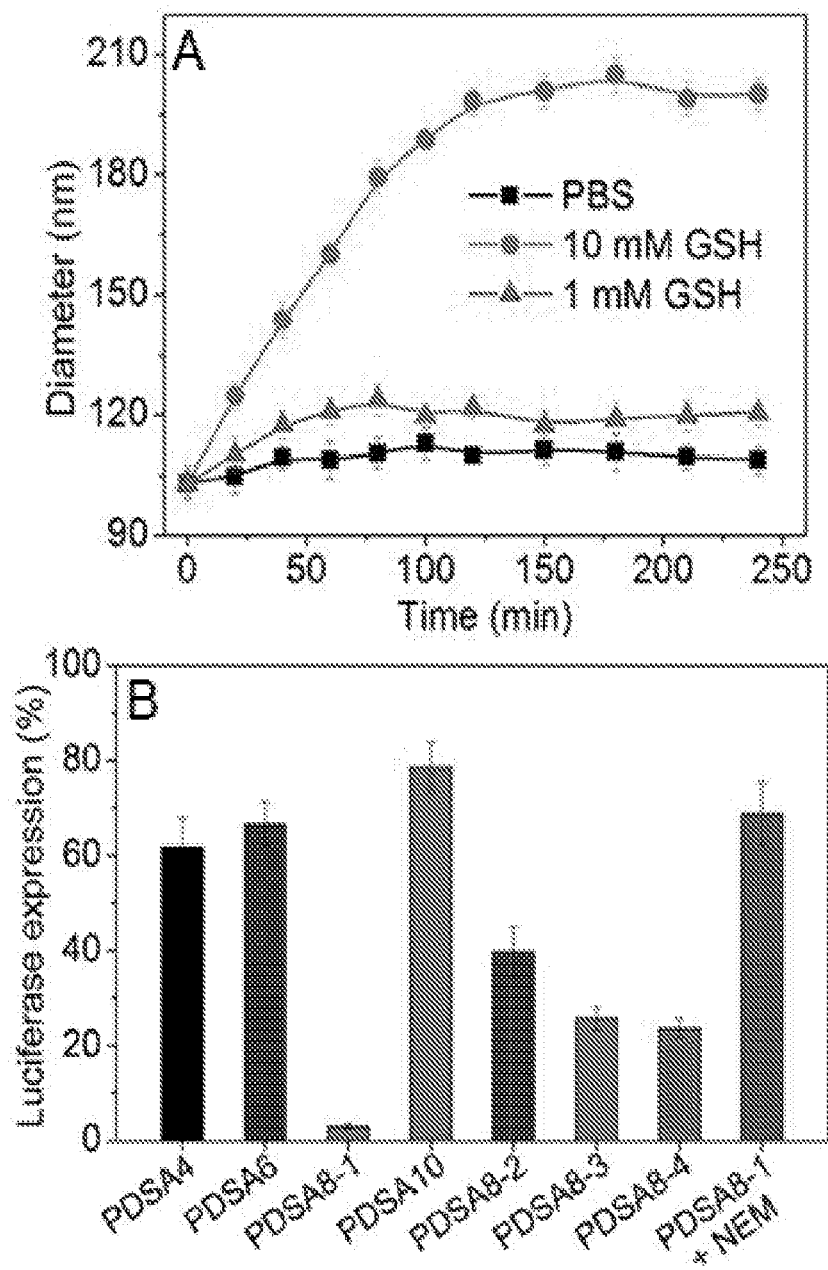 A
210
180
150
120
90
Diameter (nm)
PBS
10 mM GSH
1 mM GSH
0
50
100
150
200
250
Time (min)
B
100
80
60
40
20
0
Luciferase expression (%)
PDSA4
PDSA6
PDSA8-1
PDSA10
PDSA8-2
PDSA8-3
PDSA8-4
PDSA8-1
+ NEM